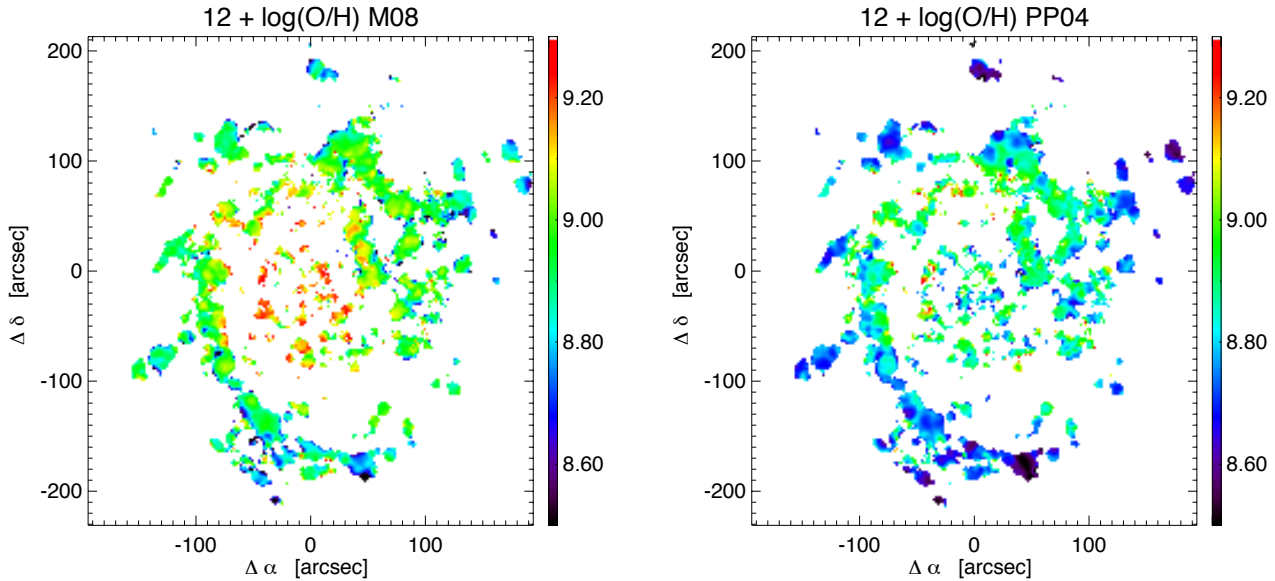 12 + log(O/H) M08
200
100
0
-100
-200
Δ δ [arcsec]
-100 0 100
Δ α [arcsec]
9.20
9.00
8.80
8.60
12 + log(O/H) PP04
200
100
0
-100
-200
Δ δ [arcsec]
-100 0 100
Δ α [arcsec]
9.20
9.00
8.80
8.60